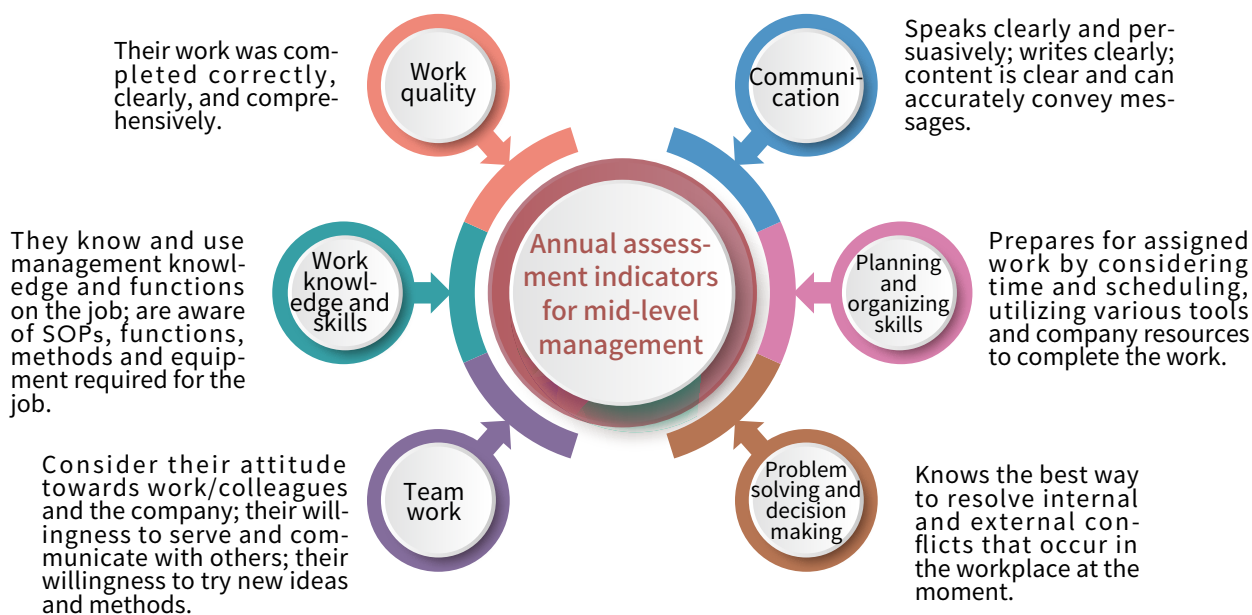 Their work was com-
pleted correctly,
clearly, and compre-
hensively.
Work
quality
Communi-
cation
Speaks clearly and per-
suasively; writes clearly;
content is clear and can
accurately convey mes-
sages.
They know and use
management knowl-
edge and functions
on the job; are aware
of SOPs, functions,
methods and equip-
ment required for the
job.
Work
knowl-
edge and
skills
Annual assess-
ment indicators
for mid-level
management
Planning
and
organizing
skills
Prepares for assigned
work by considering
time and scheduling,
utilizing various tools
and company resources
to complete the work.
Consider their attitude
towards work/colleagues
and the company; their will-
ingness to serve and com-
municate with others; their
willingness to try new ideas
and methods.
Team
work
Problem
solving and
decision
making
Knows the best way
to resolve internal
and external con-
flicts that occur in
the workplace at the
moment.